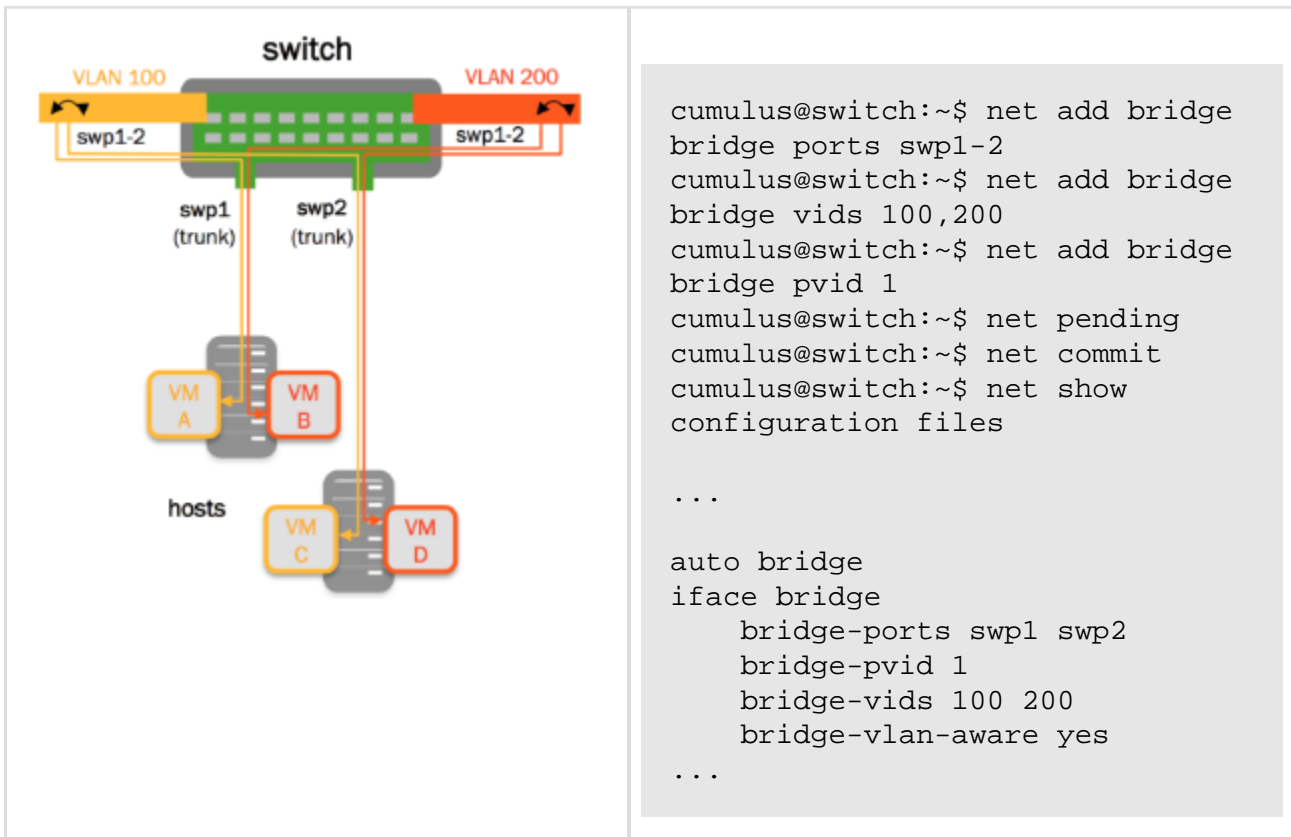 switch
VLAN 100
VLAN 200
swp1-2
swp1-2
swp1
(trunk)
swp2
(trunk)
VM
A
VM
B
hosts
VM
C
VM
D
cumulus@switch:~$ net add bridge
bridge ports swp1-2
cumulus@switch:~$ net add bridge
bridge vids 100,200
cumulus@switch:~$ net add bridge
bridge pvid 1
cumulus@switch:~$ net pending
cumulus@switch:~$ net commit
cumulus@switch:~$ net show
configuration files
...
auto bridge
iface bridge
    bridge-ports swp1 swp2
    bridge-pvid 1
    bridge-vids 100 200
    bridge-vlan-aware yes
...